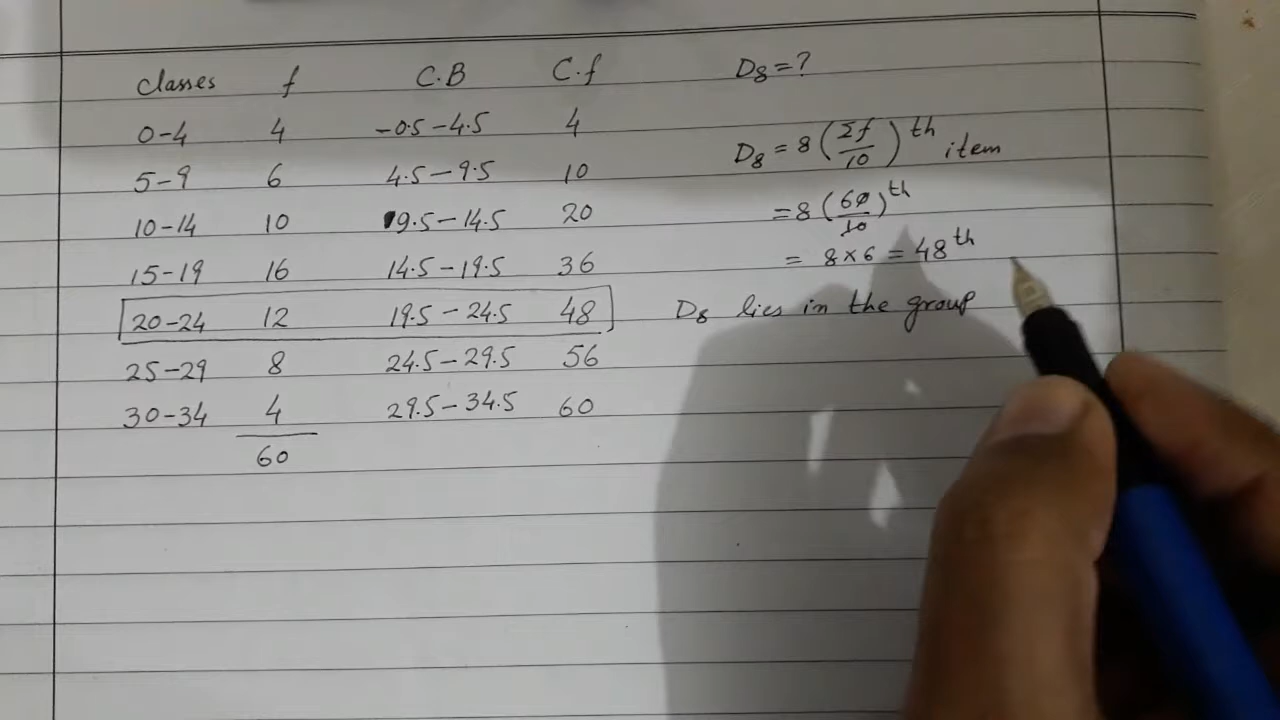 classes f C.B C.f D8 = ?
0-4 4 -0.5-4.5 4
5-9 6 4.5-9.5 10 D8 = 8 (Σf/10)th item
10-14 10 9.5-14.5 20 = 8 (60/10)th
15-19 16 14.5-19.5 36 = 8×6 = 48th
20-24 12 19.5-24.5 48 D8 lies in the group
25-29 8 24.5-29.5 56
30-34 4 29.5-34.5 60
60